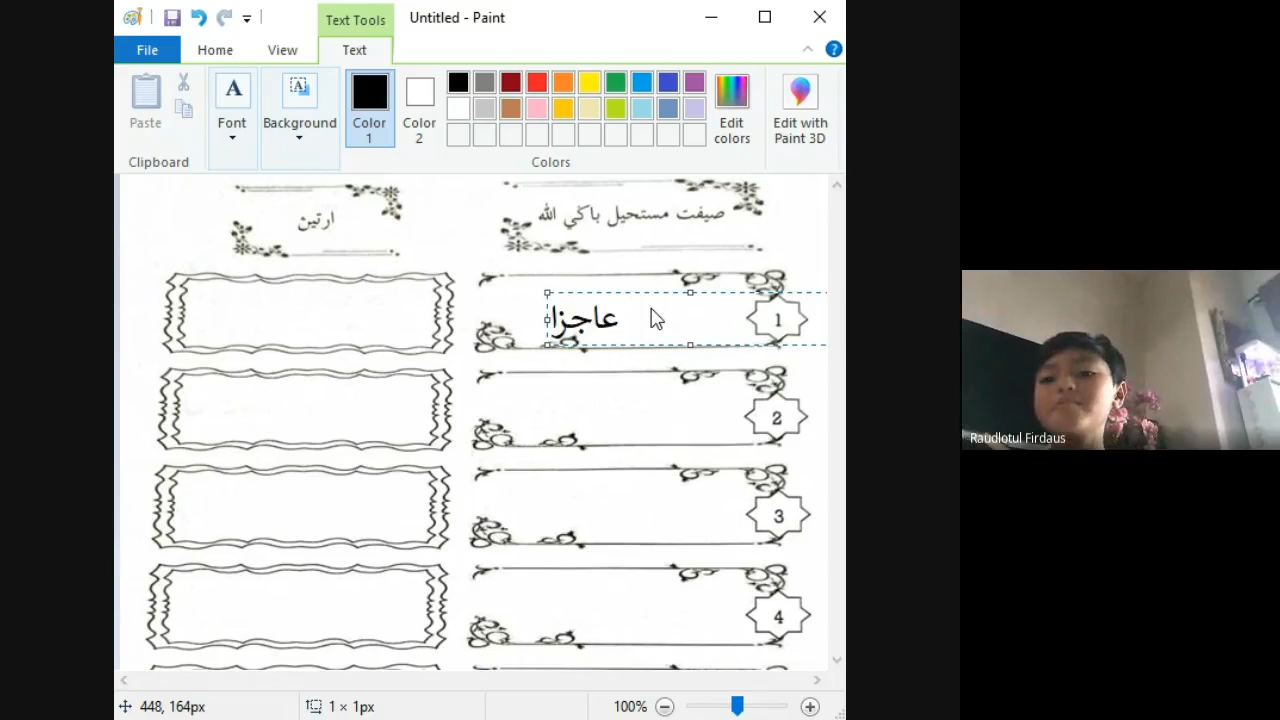 Text Tools
Untitled - Paint
File
Home
View
Text
Paste
Font
Background
Color 1
Color 2
Edit colors
Edit with Paint 3D
Clipboard
Colors
صيفت مستحيل باݢي الله
ارتين
عاجزا
1
2
3
4
Raudlotul Firdaus
448, 164px
1 × 1px
100%